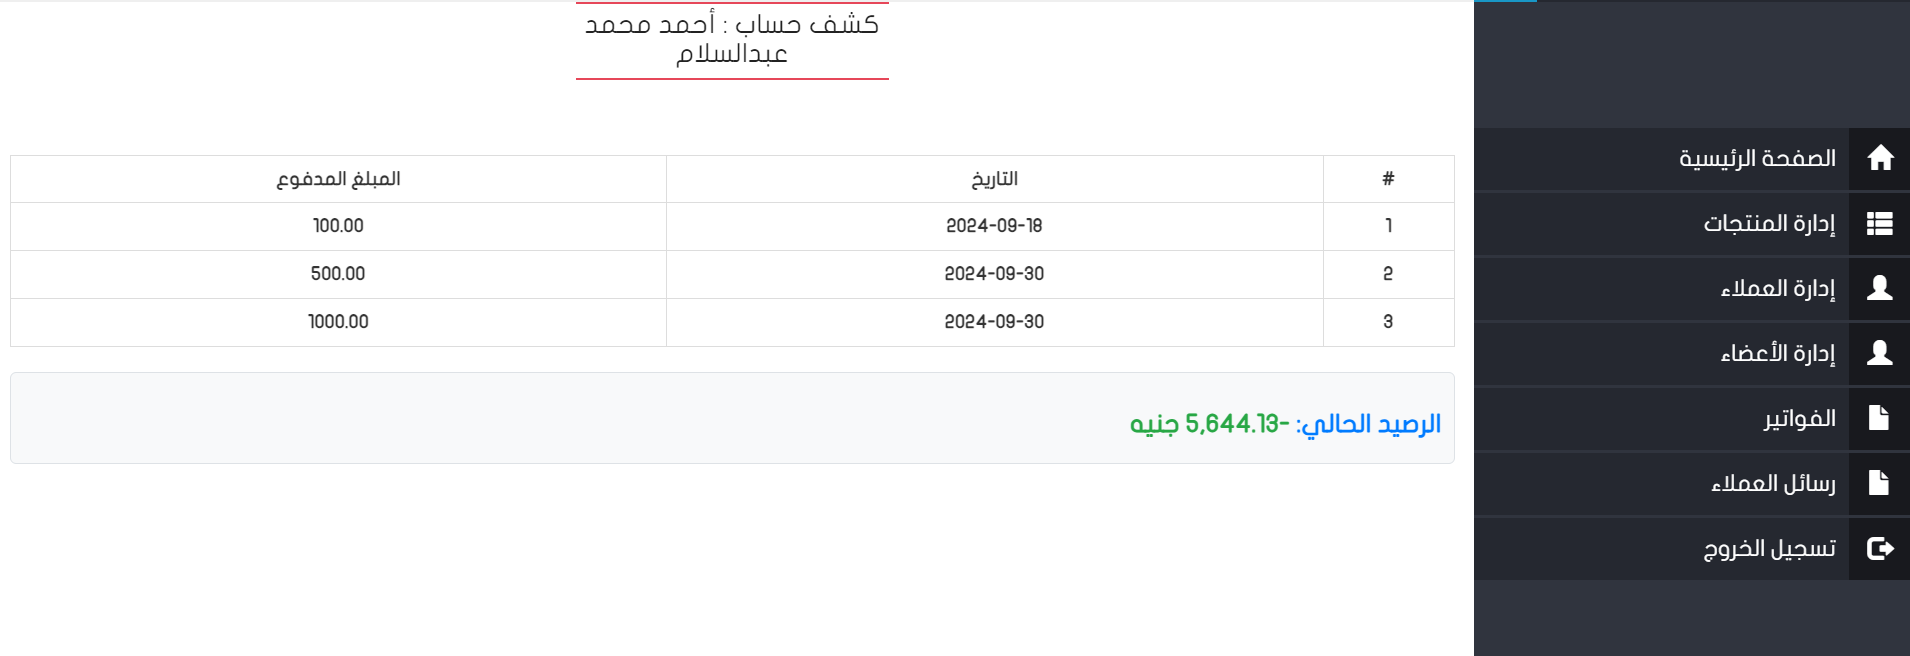 كشف حساب : أحمد محمد
عبدالسلام
الصفحة الرئيسية
إدارة المنتجات
إدارة العملاء
إدارة الأعضاء
الفواتير
رسائل العملاء
تسجيل الخروج
# التاريخ المبلغ المدفوع
1 2024-09-18 100.00
2 2024-09-30 500.00
3 2024-09-30 1000.00
الرصيد الحالي: -5,644.13 جنيه